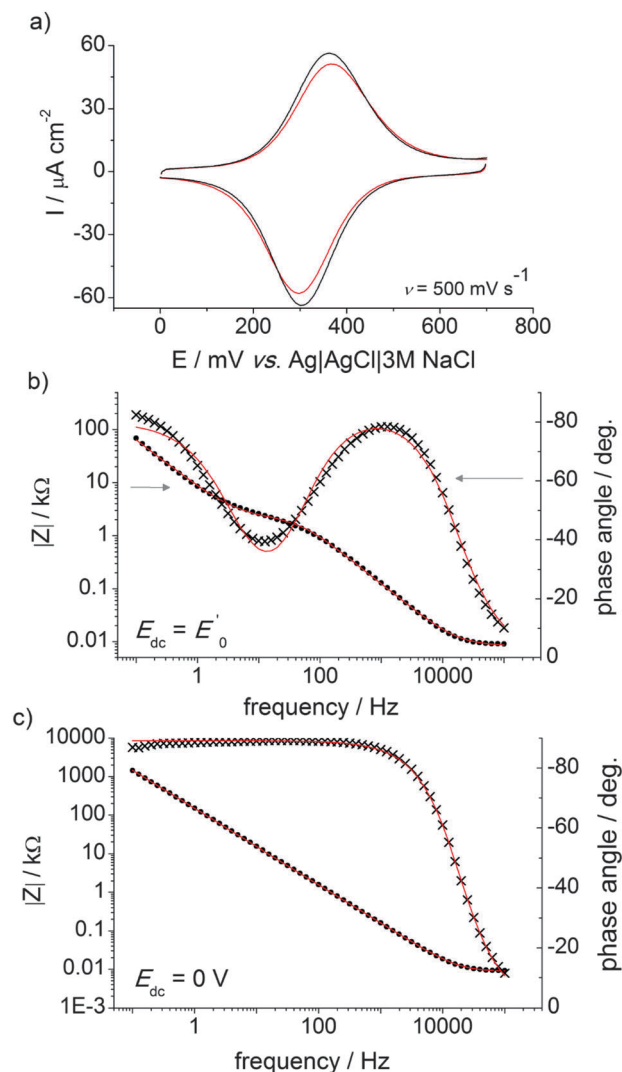 a)
60
30
0
-30
-60
I / μA cm⁻²
ν = 500 mV s⁻¹
0 200 400 600 800
E / mV vs. Ag|AgCl|3M NaCl
b)
100
10
1
0.1
0.01
|Z| / kΩ
-80
-60
-40
-20
0
phase angle / deg.
E_dc = E'_0
1 100 10000
frequency / Hz
c)
10000
1000
100
10
1
0.1
0.01
1E-3
|Z| / kΩ
-80
-60
-40
-20
0
phase angle / deg.
E_dc = 0 V
1 100 10000
frequency / Hz